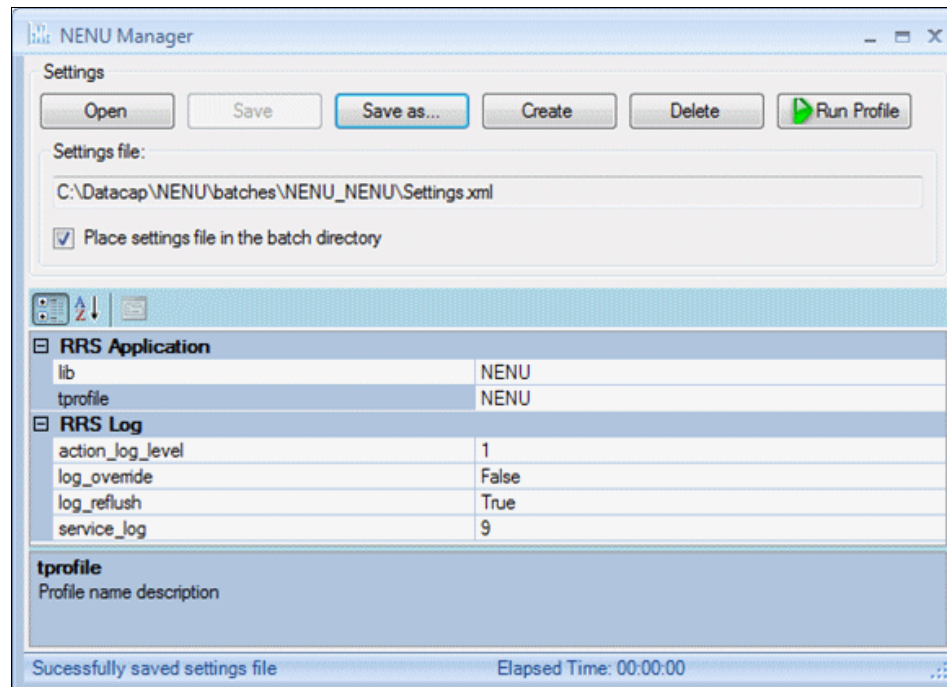 NENU Manager
Settings
Open Save Save as... Create Delete Run Profile
Settings file:
C:\Datacap\NENU\batches\NENU_NENU\Settings.xml
Place settings file in the batch directory
RRS Application
lib NENU
tprofile NENU
RRS Log
action_log_level 1
log_override False
log_reflush True
service_log 9
tprofile
Profile name description
Sucessfully saved settings file Elapsed Time: 00:00:00